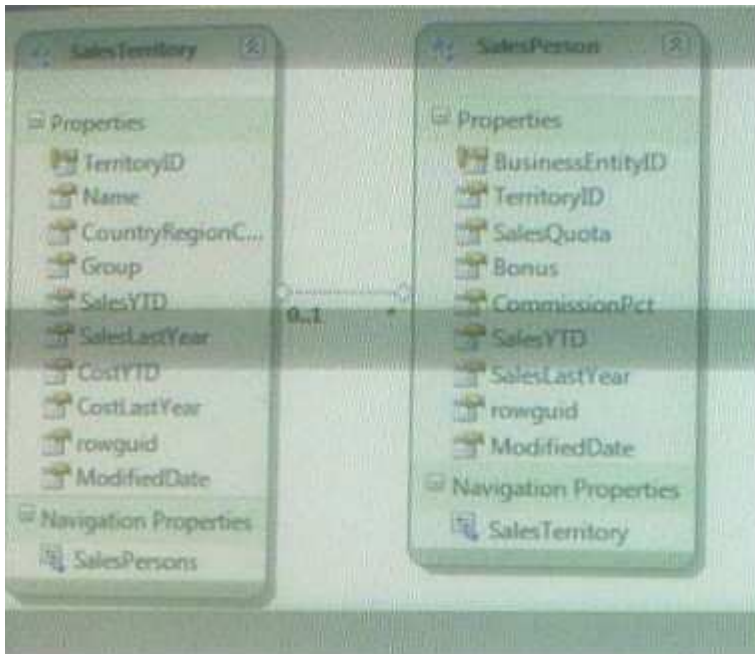 SalesTerritory
Properties
TerritoryID
Name
CountryRegionC...
Group
SalesYTD
SalesLastYear
CostYTD
CostLastYear
rowguid
ModifiedDate
Navigation Properties
SalesPersons
0..1
*
SalesPerson
Properties
BusinessEntityID
TerritoryID
SalesQuota
Bonus
CommissionPct
SalesYTD
SalesLastYear
rowguid
ModifiedDate
Navigation Properties
SalesTerritory